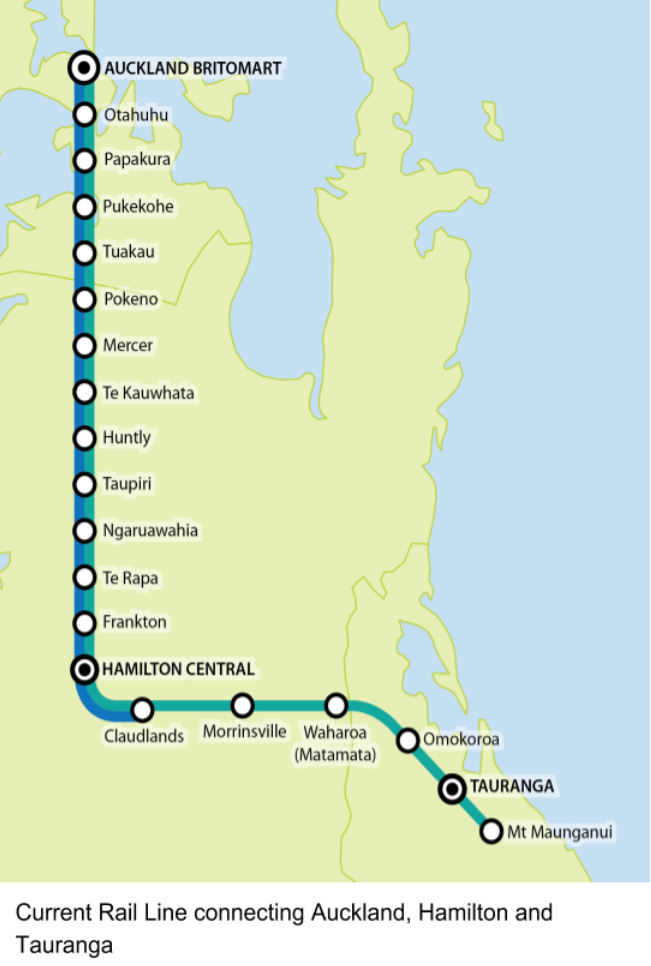 AUCKLAND BRITOMART
Otahuhu
Papakura
Pukekohe
Tuakau
Pokeno
Mercer
Te Kauwhata
Huntly
Taupiri
Ngaruawahia
Te Rapa
Frankton
HAMILTON CENTRAL
Claudlands
Morrinsville
Waharoa
(Matamata)
Omokoroa
TAURANGA
Mt Maunganui
Current Rail Line connecting Auckland, Hamilton and
Tauranga